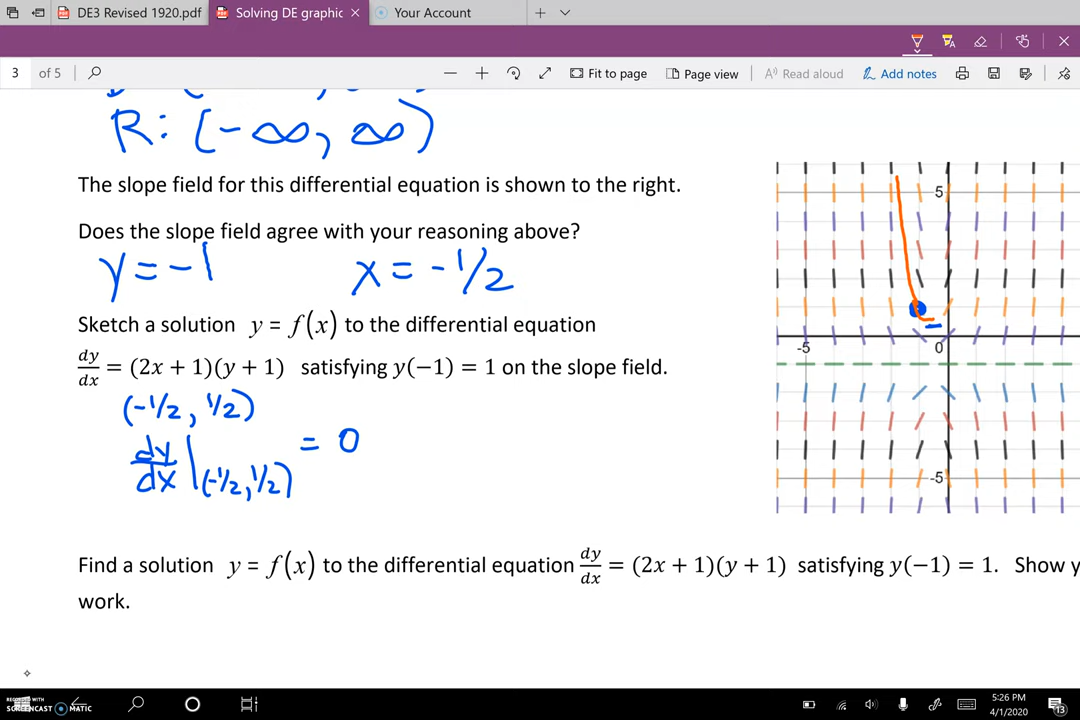 DE3 Revised 1920.pdf Solving DE graphic Your Account
3 of 5 Fit to page Page view Read aloud Add notes
R: (-∞, ∞)
The slope field for this differential equation is shown to the right.
Does the slope field agree with your reasoning above?
y = -1 x = -1/2
Sketch a solution y = f(x) to the differential equation
dy/dx = (2x + 1)(y + 1) satisfying y(−1) = 1 on the slope field.
(-1/2, 1/2)
dy/dx |(-1/2, 1/2) = 0
5
-5 0
-5
Find a solution y = f(x) to the differential equation dy/dx = (2x + 1)(y + 1) satisfying y(−1) = 1. Show y
work.
RECORDED WITH
SCREENCAST MATIC
5:26 PM
4/1/2020
13